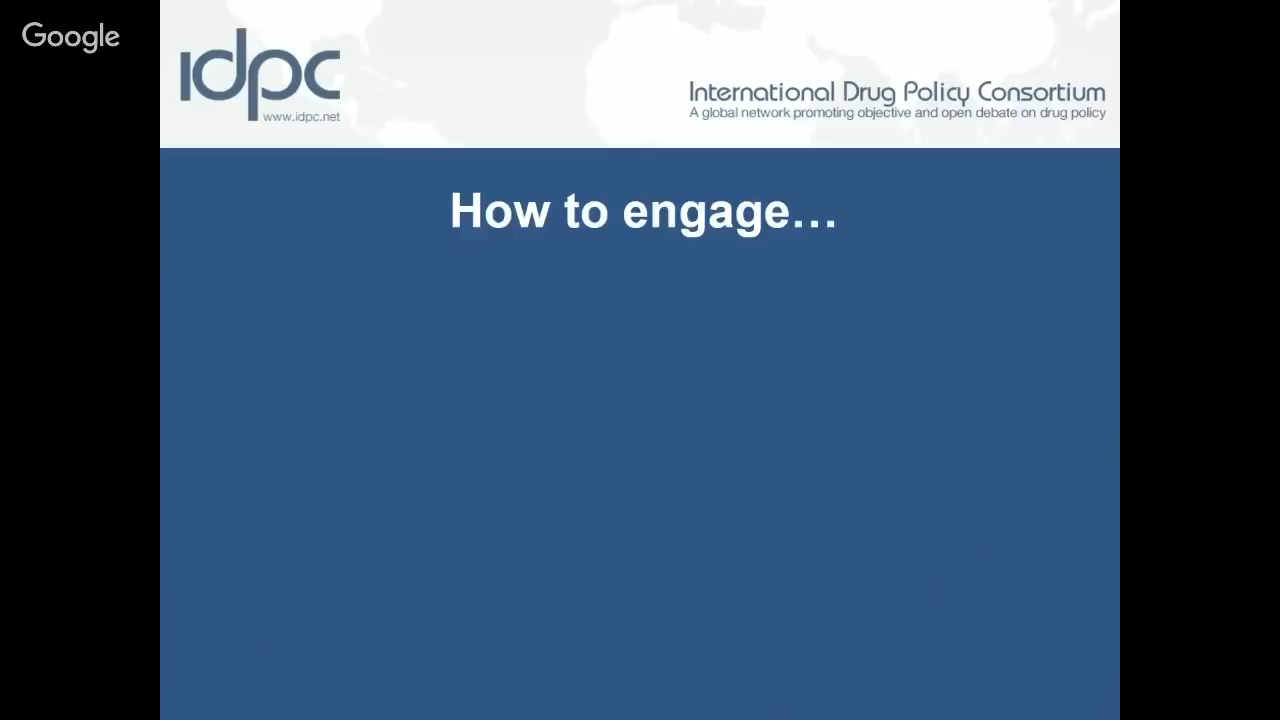 Google
idpc
www.idpc.net
International Drug Policy Consortium
A global network promoting objective and open debate on drug policy
How to engage…